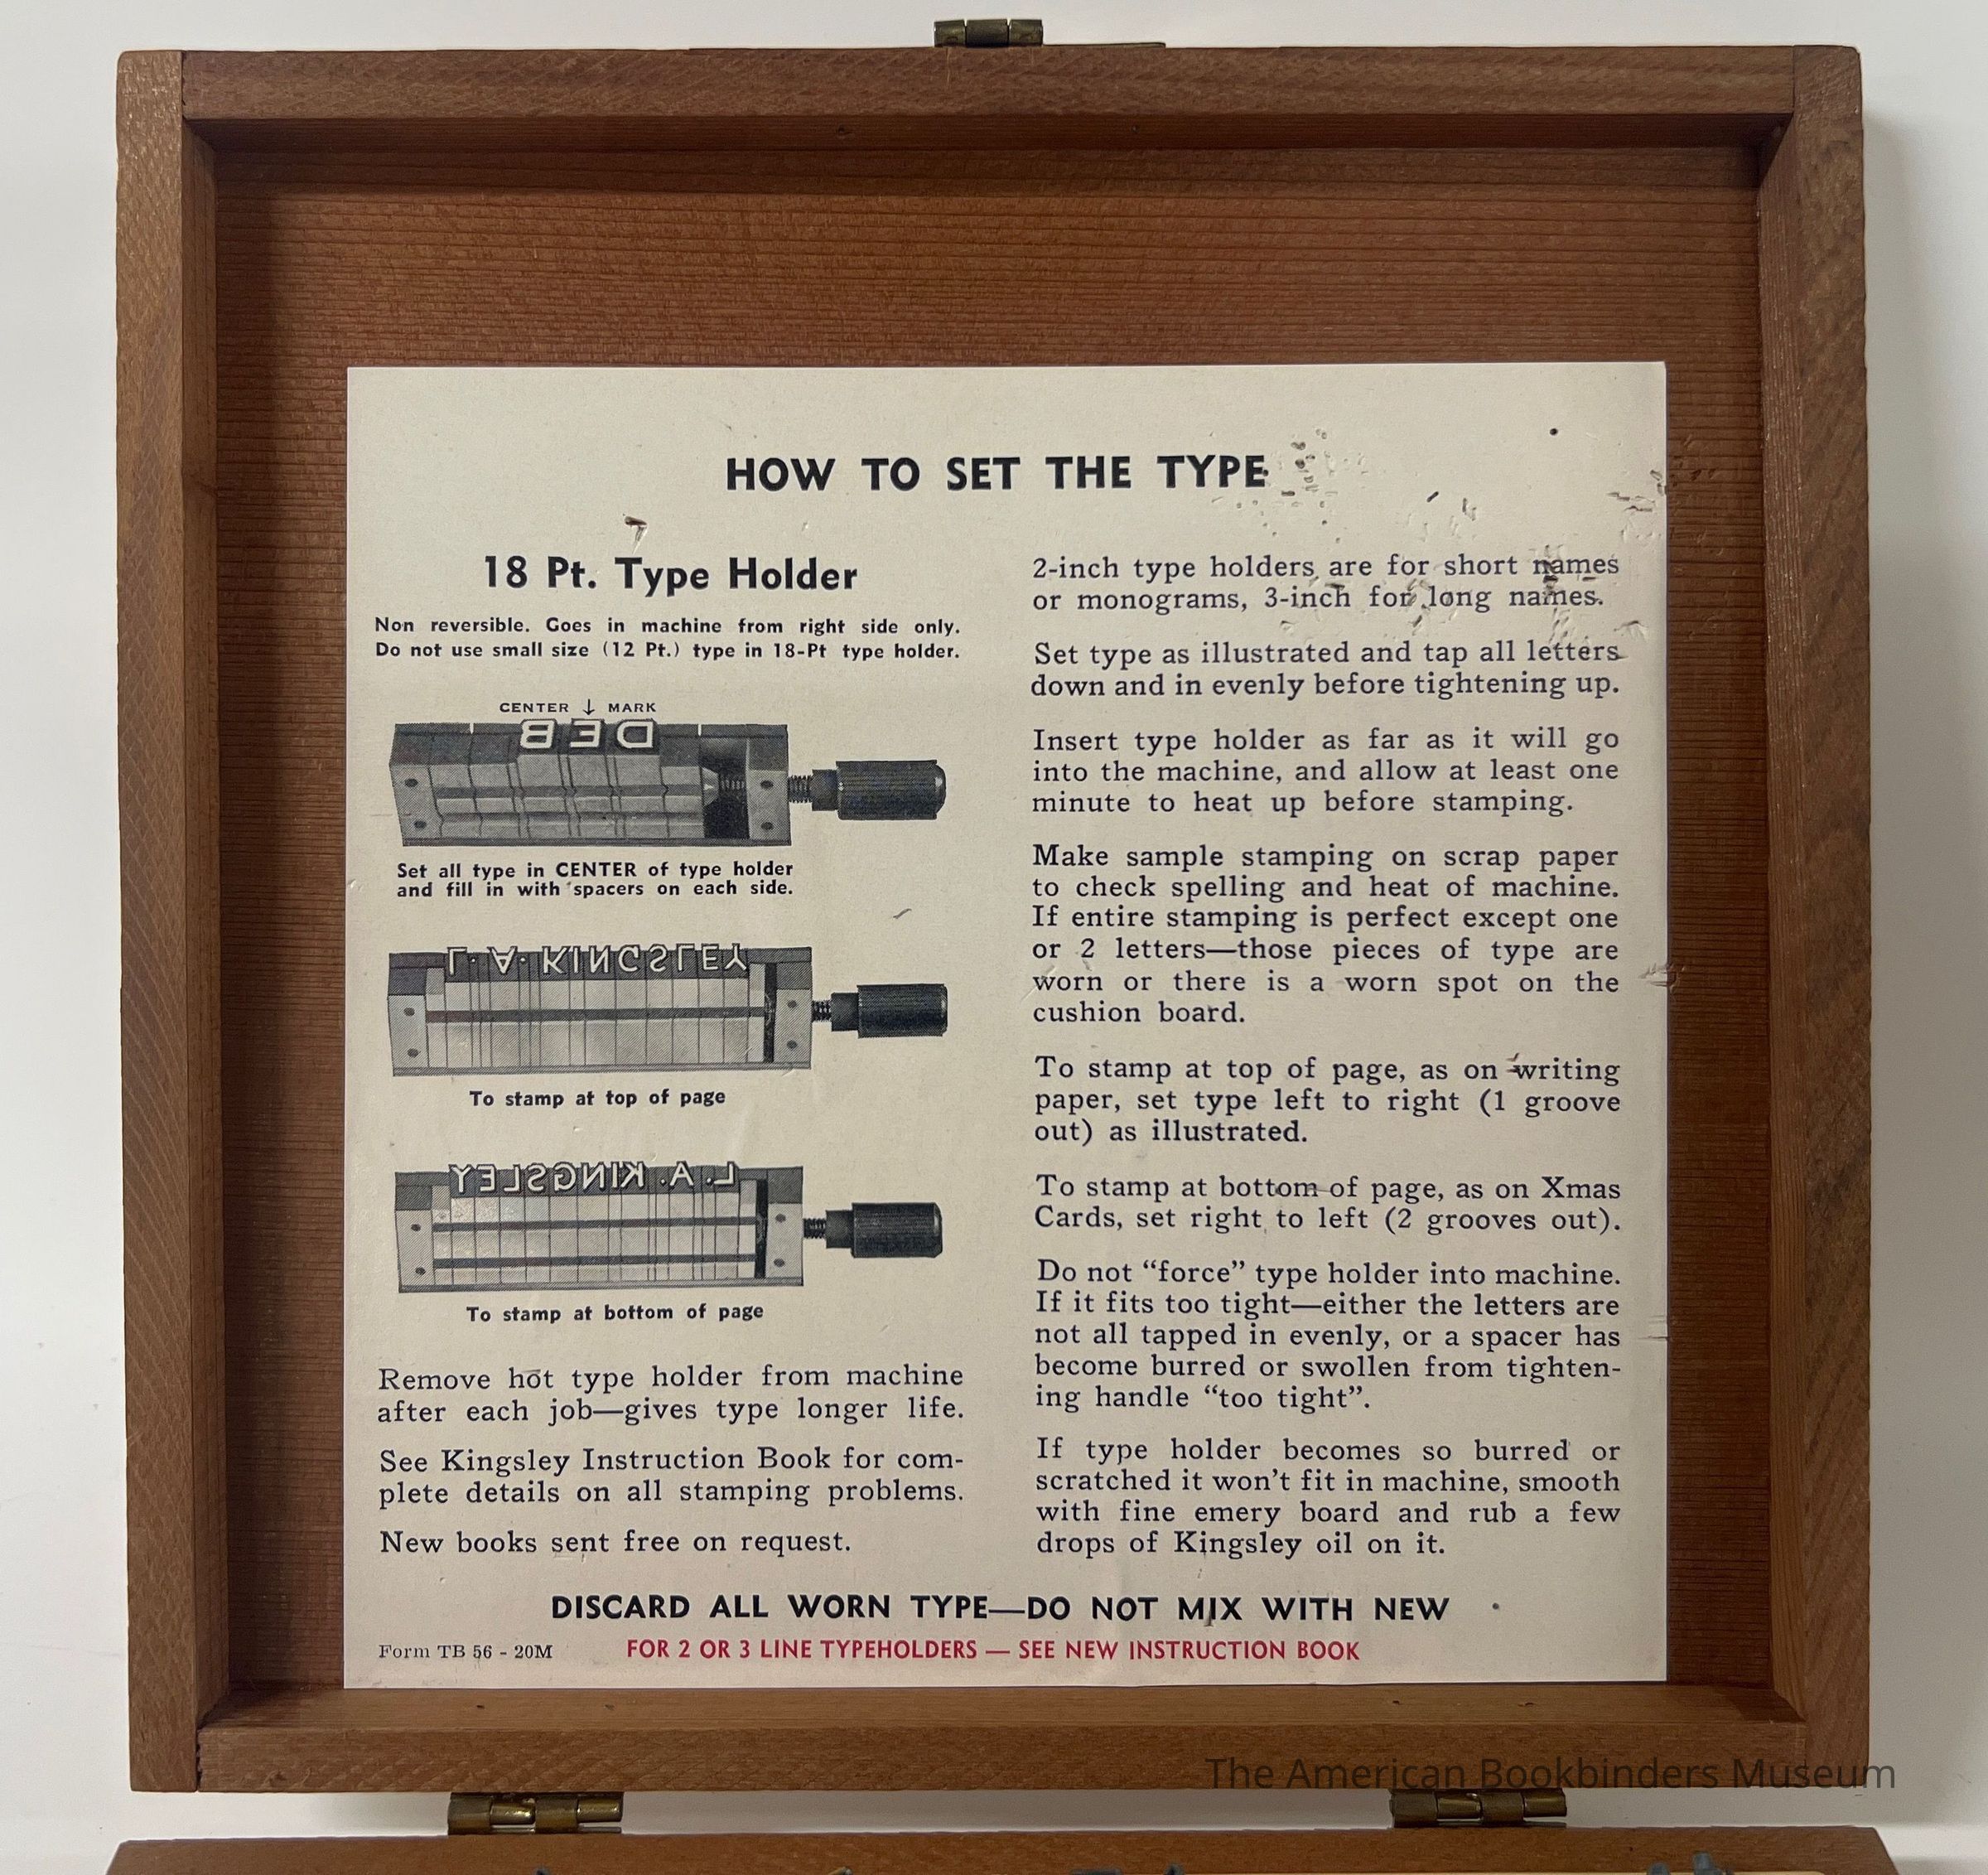 HOW TO SET THE TYPE
18 Pt. Type Holder
Non reversible. Goes in machine from right side only.
Do not use small size (12 Pt.) type in 18-Pt type holder.
CENTER ↓ MARK
DEB
Set all type in CENTER of type holder
and fill in with spacers on each side.
L. A. KINGSLEY
To stamp at top of page
L. A. KINGSLEY
To stamp at bottom of page
Remove hot type holder from machine
after each job—gives type longer life.
See Kingsley Instruction Book for com-
plete details on all stamping problems.
New books sent free on request.
2-inch type holders are for short names
or monograms, 3-inch for long names.
Set type as illustrated and tap all letters
down and in evenly before tightening up.
Insert type holder as far as it will go
into the machine, and allow at least one
minute to heat up before stamping.
Make sample stamping on scrap paper
to check spelling and heat of machine.
If entire stamping is perfect except one
or 2 letters—those pieces of type are
worn or there is a worn spot on the
cushion board.
To stamp at top of page, as on writing
paper, set type left to right (1 groove
out) as illustrated.
To stamp at bottom of page, as on Xmas
Cards, set right to left (2 grooves out).
Do not “force” type holder into machine.
If it fits too tight—either the letters are
not all tapped in evenly, or a spacer has
become burred or swollen from tighten-
ing handle “too tight”.
If type holder becomes so burred or
scratched it won’t fit in machine, smooth
with fine emery board and rub a few
drops of Kingsley oil on it.
DISCARD ALL WORN TYPE—DO NOT MIX WITH NEW
Form TB 56 - 20M
FOR 2 OR 3 LINE TYPEHOLDERS — SEE NEW INSTRUCTION BOOK
The American Bookbinders Museum